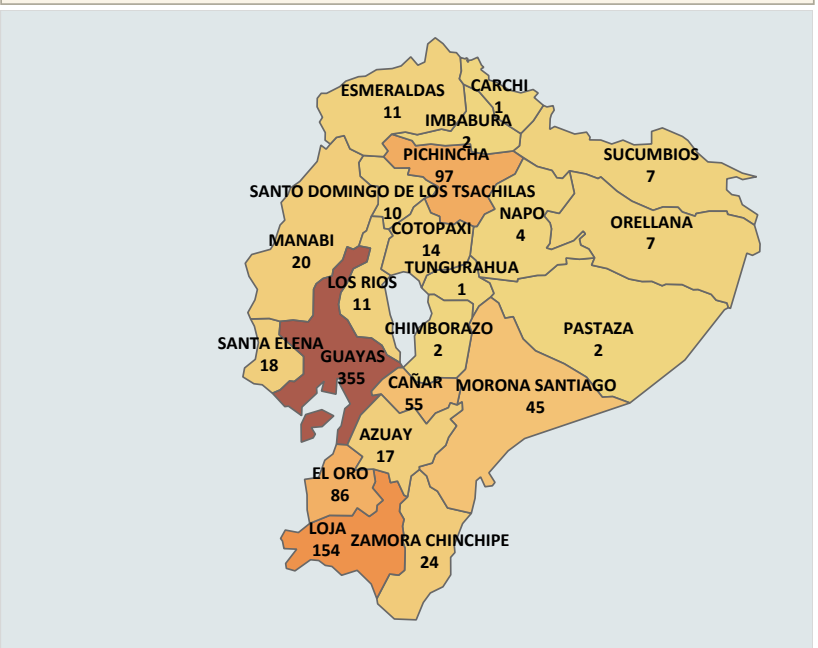 CARCHI
1
ESMERALDAS
11
IMBABURA
2
PICHINCHA
97
SUCUMBIOS
7
SANTO DOMINGO DE LOS TSACHILAS
10
NAPO
4
ORELLANA
7
COTOPAXI
14
MANABI
20
TUNGURAHUA
1
LOS RIOS
11
CHIMBORAZO
2
PASTAZA
2
SANTA ELENA
18
GUAYAS
355
CAÑAR
55
MORONA SANTIAGO
45
AZUAY
17
EL ORO
86
LOJA
154
ZAMORA CHINCHIPE
24